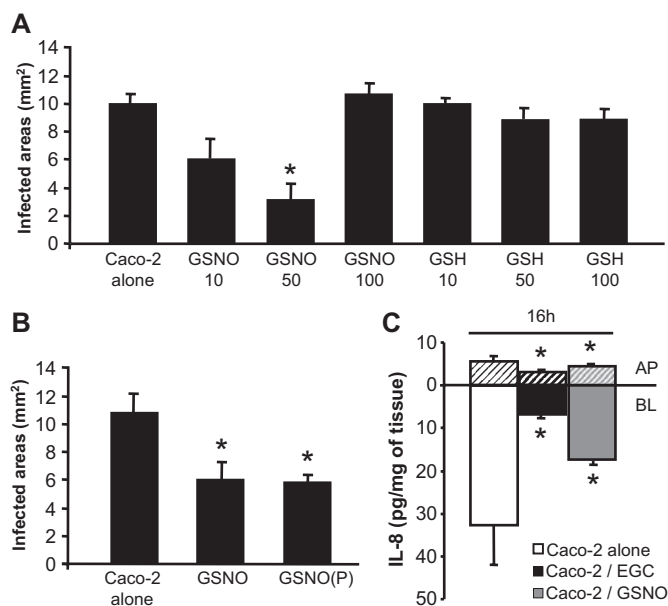 A
Infected areas (mm²)
14
12
10
8
6
4
2
0
*
Caco-2 alone
GSNO 10
GSNO 50
GSNO 100
GSH 10
GSH 50
GSH 100
B
Infected areas (mm²)
14
12
10
8
6
4
2
0
*
*
Caco-2 alone
GSNO
GSNO(P)
C
16h
IL-8 (pg/mg of tissue)
10
0
10
20
30
40
50
*
*
AP
BL
*
*
Caco-2 alone
Caco-2 / EGC
Caco-2 / GSNO